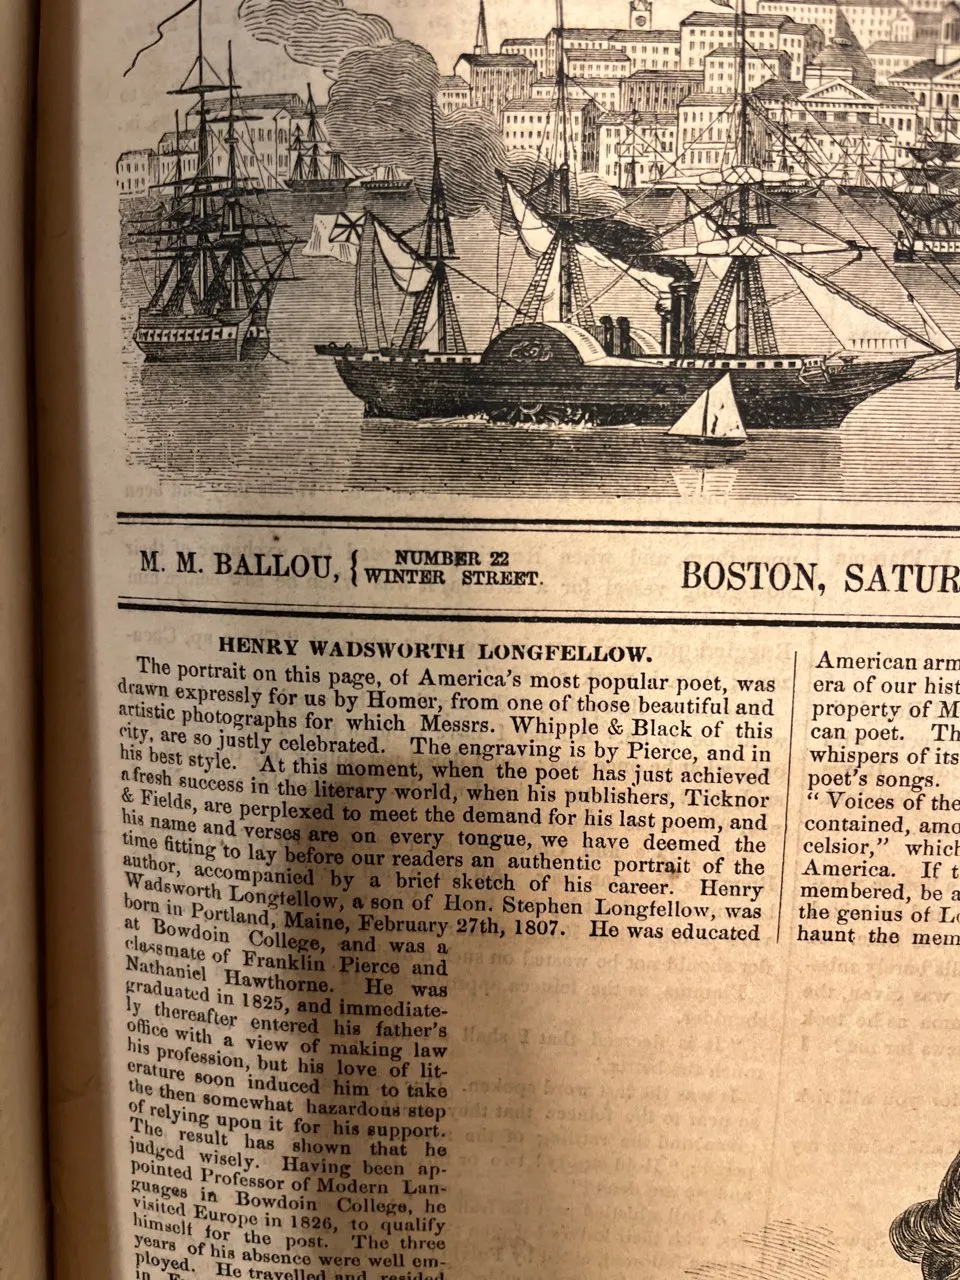 M. M. BALLOU, { NUMBER 22
WINTER STREET.
BOSTON, SATUR
HENRY WADSWORTH LONGFELLOW.
The portrait on this page, of America's most popular poet, was
drawn expressly for us by Homer, from one of those beautiful and
artistic photographs for which Messrs. Whipple & Black of this
city, are so justly celebrated. The engraving is by Pierce, and in
his best style. At this moment, when the poet has just achieved
a fresh success in the literary world, when his publishers, Ticknor
& Fields, are perplexed to meet the demand for his last poem, and
his name and verses are on every tongue, we have deemed the
time fitting to lay before our readers an authentic portrait of the
author, accompanied by a brief sketch of his career. Henry
Wadsworth Longfellow, a son of Hon. Stephen Longfellow, was
born in Portland, Maine, February 27th, 1807. He was educated
at Bowdoin College, and was a
classmate of Franklin Pierce and
Nathaniel Hawthorne. He was
graduated in 1825, and immediate-
ly thereafter entered his father's
office with a view of making law
his profession, but his love of lit-
erature soon induced him to take
the then somewhat hazardous step
of relying upon it for his support.
The result has shown that he
judged wisely. Having been ap-
pointed Professor of Modern Lan-
guages in Bowdoin College, he
visited Europe in 1826, to qualify
himself for the post. The three
years of his absence were well em-
ployed. He travelled and resided
in
American arm
era of our hist
property of M
can poet. Th
whispers of its
poet's songs.
“ Voices of the
contained, amo
celsior,” which
America. If t
membered, be a
the genius of Lo
haunt the mem